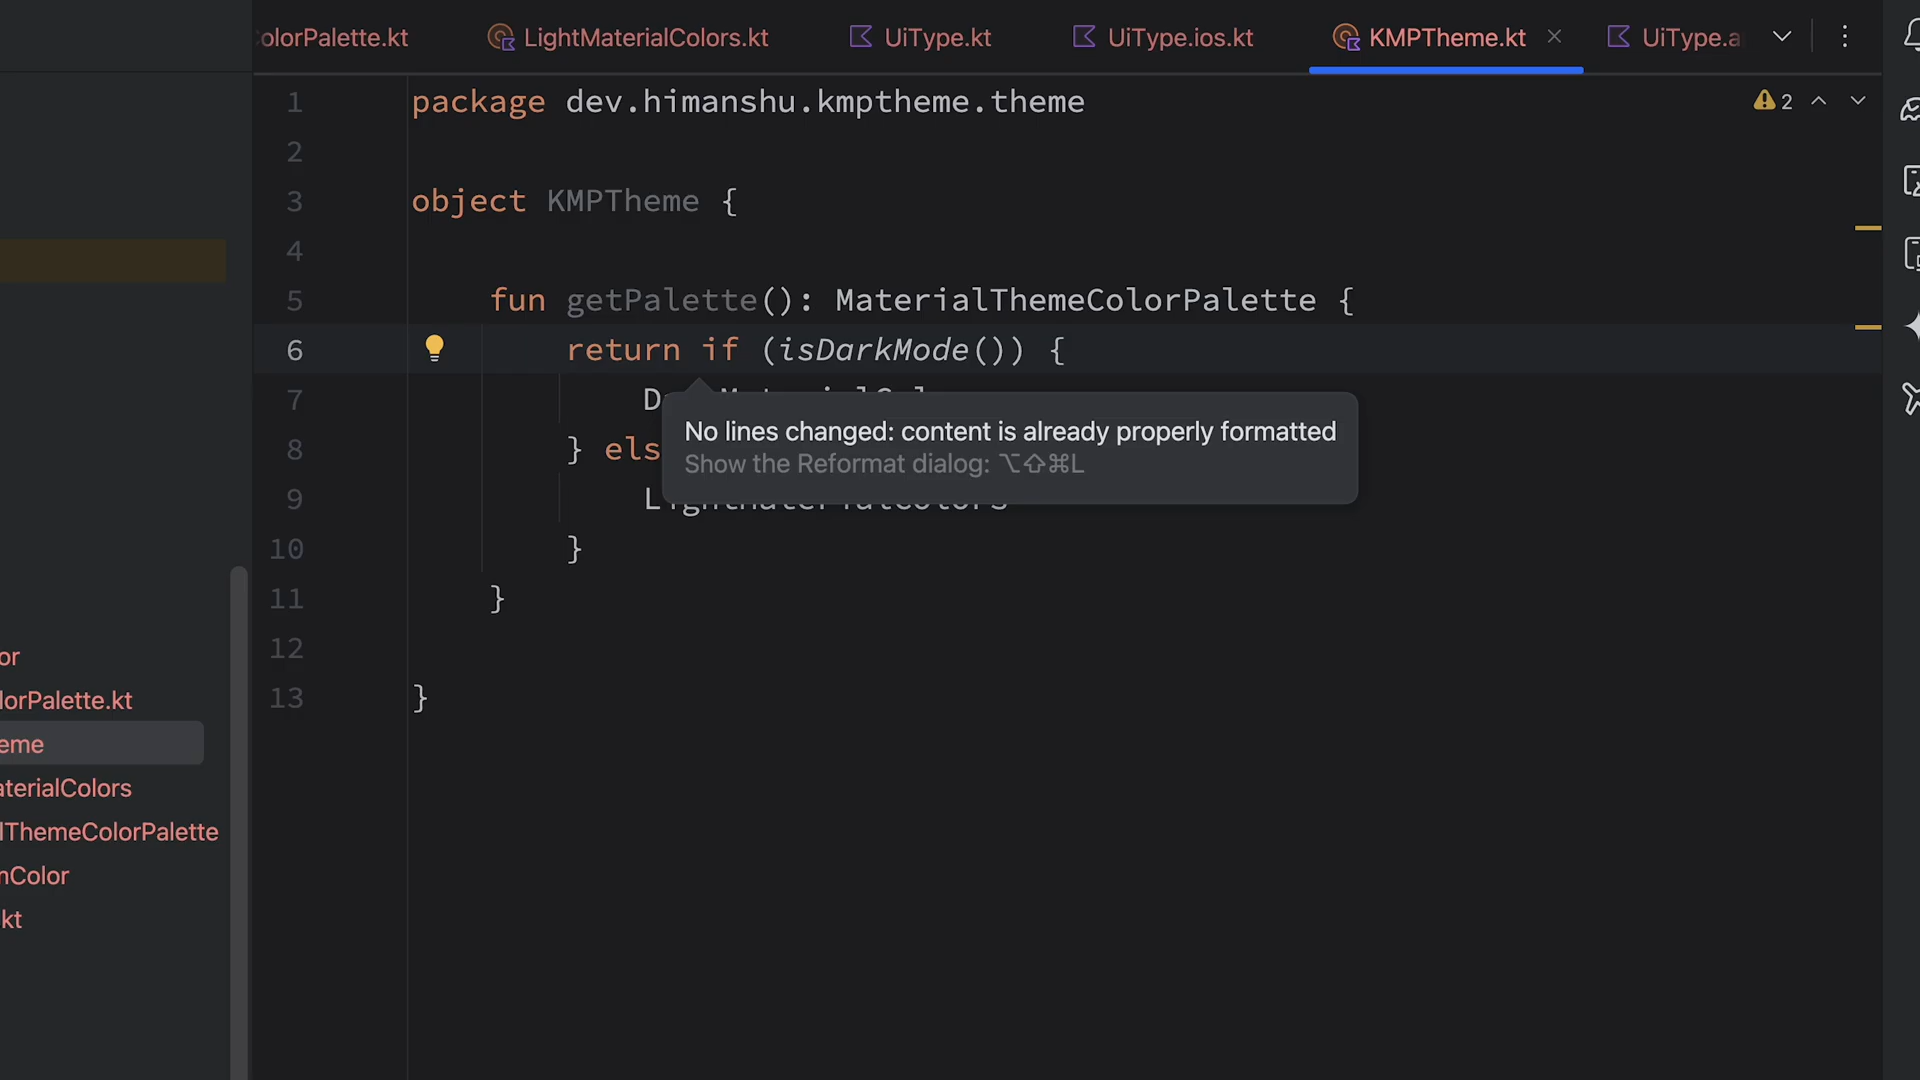 olorPalette.kt LightMaterialColors.kt UiType.kt UiType.ios.kt KMPTheme.kt UiType.a
1 package dev.himanshu.kmptheme.theme 2
2
3 object KMPTheme {
4
5 fun getPalette(): MaterialThemeColorPalette {
6 return if (isDarkMode()) {
7
No lines changed: content is already properly formatted
8 } els
Show the Reformat dialog: ⌥⇧⌘L
9
10 }
11 }
12
13 }
or
lorPalette.kt
eme
aterialColors
lThemeColorPalette
nColor
kt